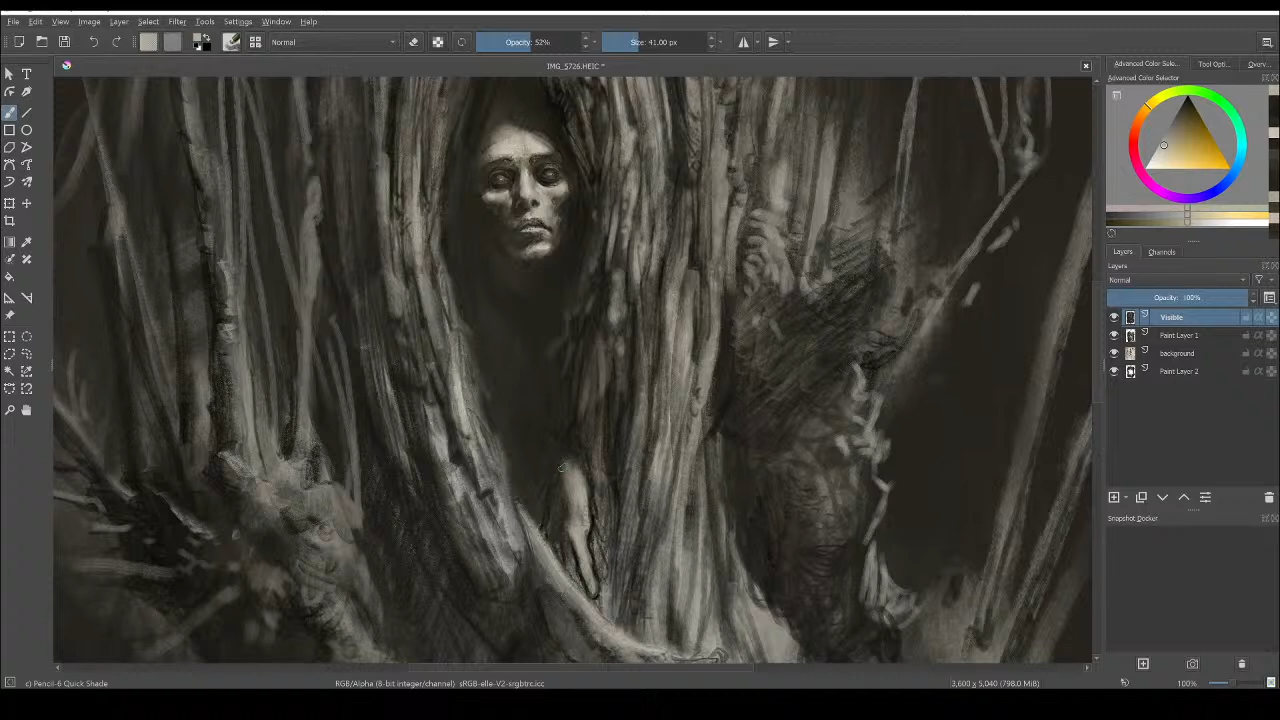 File Edit View Image Layer Select Filter Tools Settings Window Help
Normal
Opacity: 52%
Size: 41.00 px
IMG_5726.HEIC *
Advanced Color Sele...
Tool Opti...
Overv...
Advanced Color Selector
Layers
Channels
Layers
Normal
Opacity: 100%
Visible
Paint Layer 1
background
Paint Layer 2
Snapshot Docker
c) Pencil-6 Quick Shade
RGB/Alpha (8-bit integer/channel) sRGB-elle-V2-srgbtrc.icc
3,600 x 5,040 (798.0 MiB)
100%